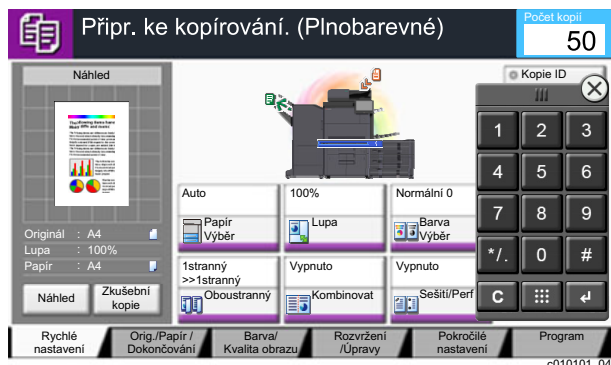 Připr. ke kopírování. (Plnobarevné)
Počet kopií
50
Náhled
Kopie ID
Originál : A4
Lupa : 100%
Papír : A4
Náhled
Zkušební
kopie
Auto
Papír
Výběr
100%
Lupa
Normální 0
Barva
Výběr
1stranný
>>1stranný
Oboustranný
Vypnuto
Kombinovat
Vypnuto
Sešití/Perf
1 2 3
4 5 6
7 8 9
*/. 0 #
C
Rychlé
nastavení
Orig./Papír /
Dokončování
Barva/
Kvalita obrazu
Rozvržení
/Úpravy
Pokročilé
nastavení
Program